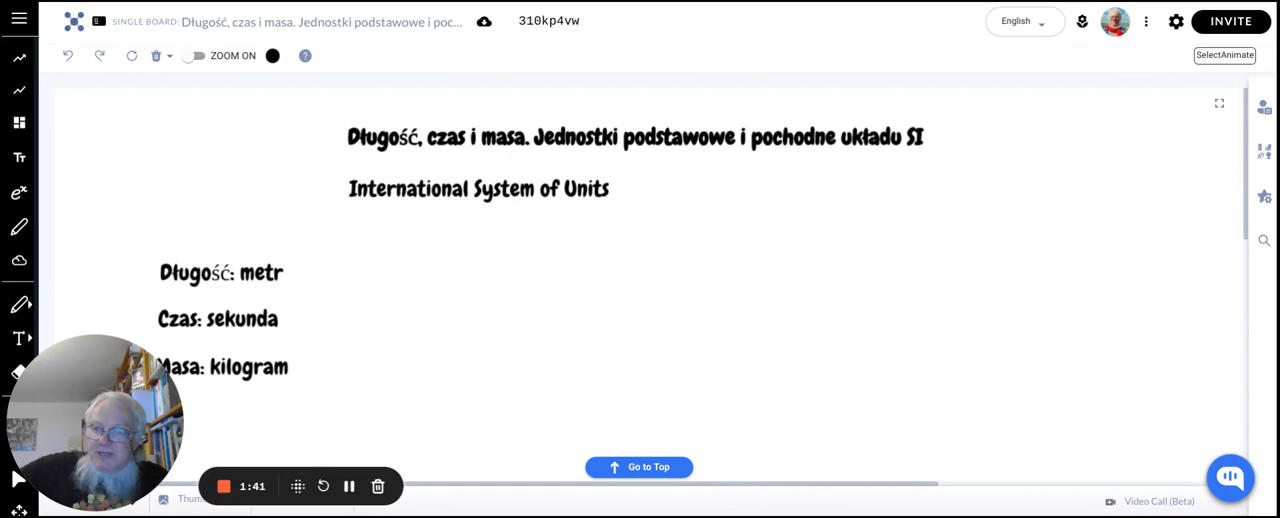 SINGLE BOARD: Długość, czas i masa. Jednostki podstawowe i poc... 310kp4vw English INVITE
ZOOM ON ? SelectAnimate
Długość, czas i masa. Jednostki podstawowe i pochodne układu SI
International System of Units
Długość: metr
Czas: sekunda
Masa: kilogram
Go to Top
1:41
Video Call (Beta)